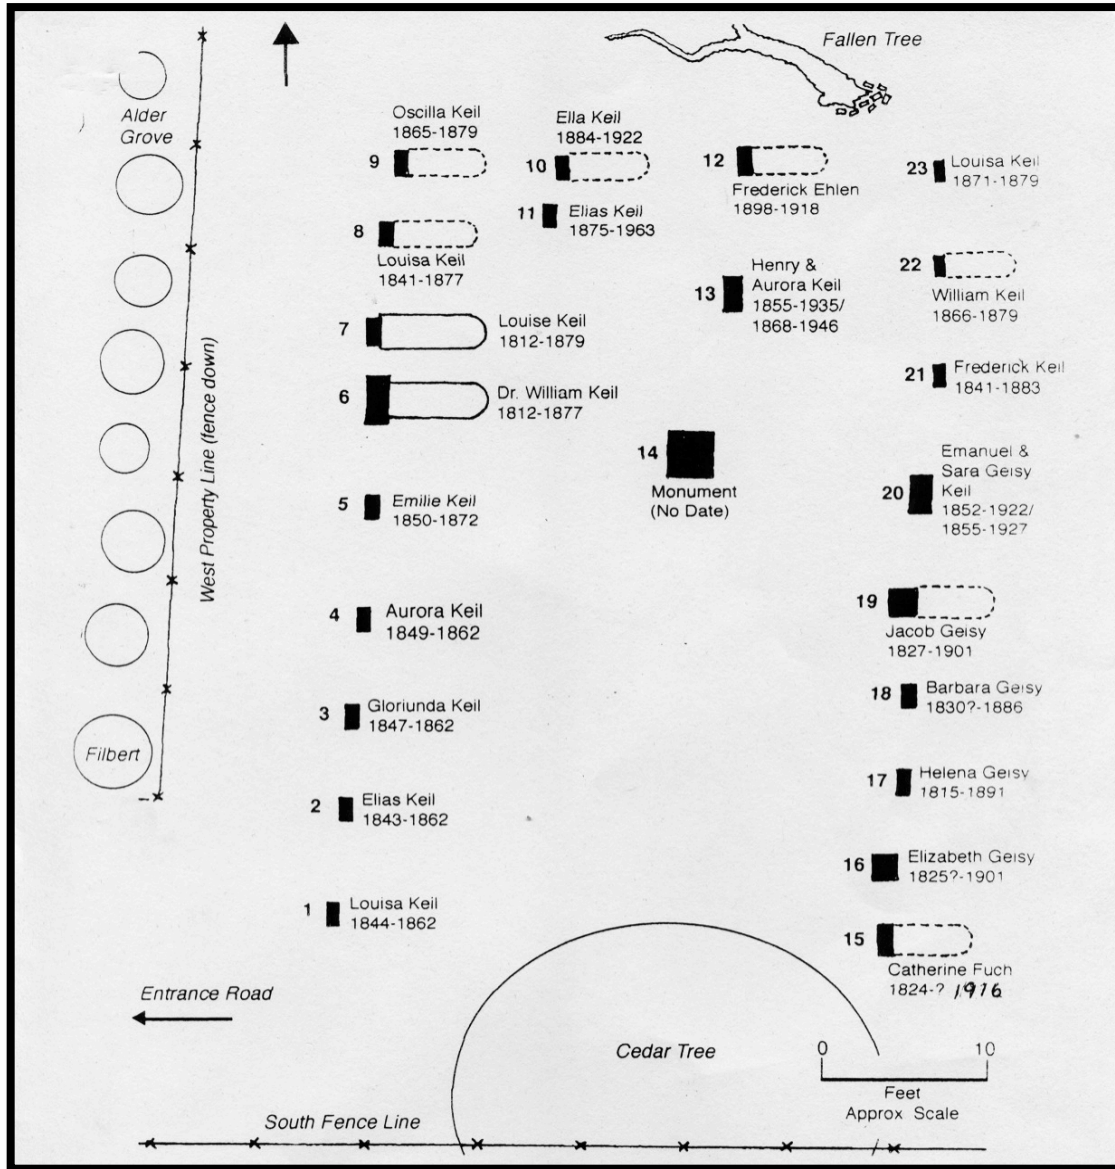 Fallen Tree
Alder
Grove
West Property Line (fence down)
Filbert
9
Oscilla Keil
1865-1879
10
Ella Keil
1884-1922
12
Frederick Ehlen
1898-1918
23
Louisa Keil
1871-1879
8
Louisa Keil
1841-1877
11
Elias Keil
1875-1963
13
Henry &
Aurora Keil
1855-1935/
1868-1946
22
William Keil
1866-1879
7
Louise Keil
1812-1879
6
Dr. William Keil
1812-1877
21
Frederick Keil
1841-1883
14
Monument
(No Date)
20
Emanuel &
Sara Geisy
Keil
1852-1922/
1855-1927
5
Emilie Keil
1850-1872
4
Aurora Keil
1849-1862
19
Jacob Geisy
1827-1901
3
Gloriunda Keil
1847-1862
18
Barbara Geisy
1830?-1886
2
Elias Keil
1843-1862
17
Helena Geisy
1815-1891
1
Louisa Keil
1844-1862
16
Elizabeth Geisy
1825?-1901
15
Catherine Fuch
1824-? 1916
Entrance Road
Cedar Tree
0 10
Feet
Approx Scale
South Fence Line